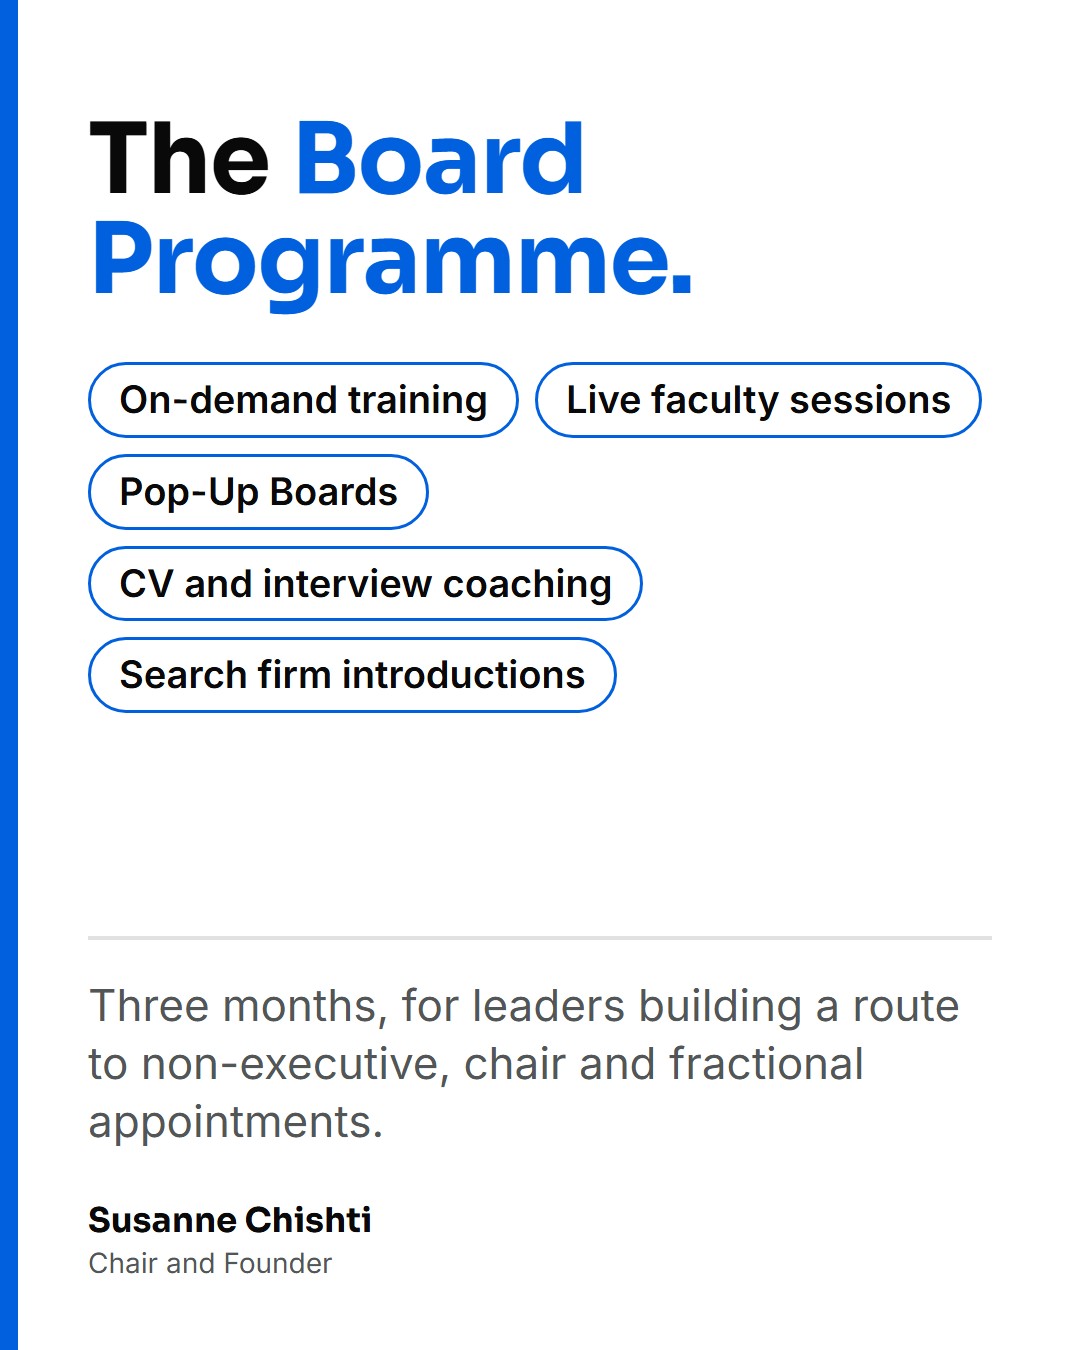 The Board
Programme.
On-demand training
Live faculty sessions
Pop-Up Boards
CV and interview coaching
Search firm introductions
Three months, for leaders building a route
to non-executive, chair and fractional
appointments.
Susanne Chishti
Chair and Founder